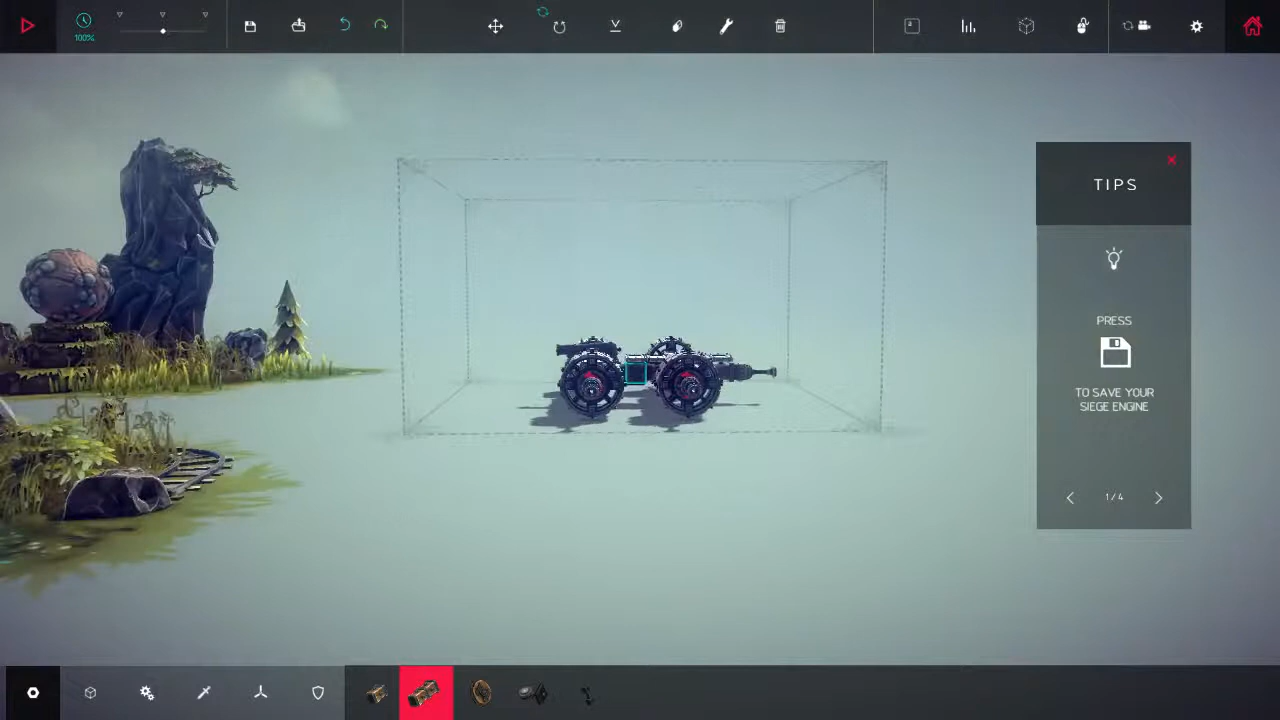 100%
TIPS
PRESS
TO SAVE YOUR
SIEGE ENGINE
1/4